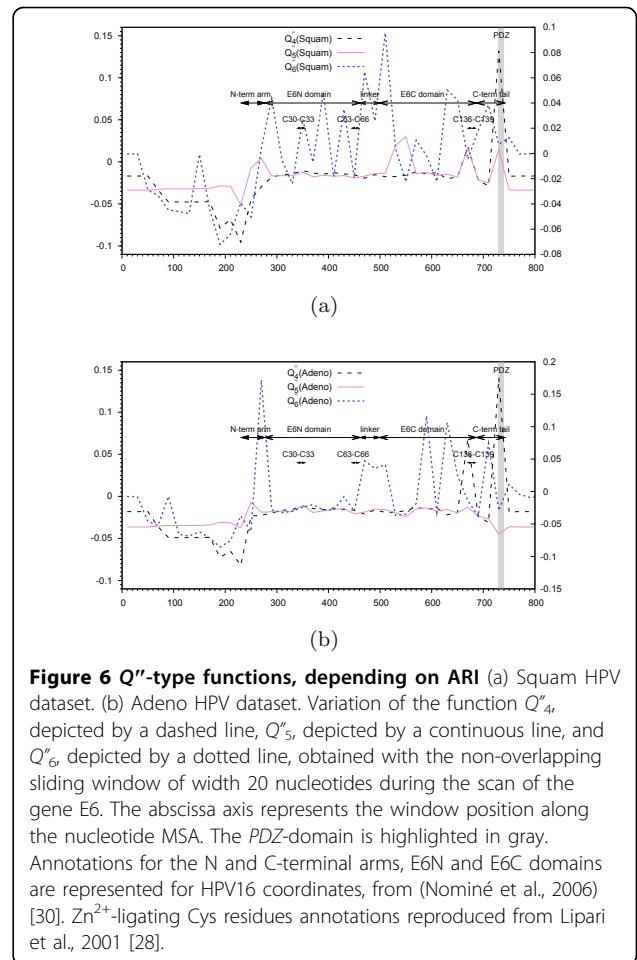 0.15
0.1
0.05
0
-0.05
-0.1
0.1
0.08
0.06
0.04
0.02
0
-0.02
-0.04
-0.06
-0.08
Q″4(Squam)
Q″5(Squam)
Q″6(Squam)
PDZ
N-term arm
E6N domain
linker
E6C domain
C-term tail
C30-C33
C63-C66
C136-C139
0 100 200 300 400 500 600 700 800
(a)
0.15
0.1
0.05
0
-0.05
-0.1
0.2
0.15
0.1
0.05
0
-0.05
-0.1
-0.15
Q″4(Adeno)
Q″5(Adeno)
Q″6(Adeno)
PDZ
N-term arm
E6N domain
linker
E6C domain
C-term tail
C30-C33
C63-C66
C136-C139
0 100 200 300 400 500 600 700 800
(b)
Figure 6 Q″-type functions, depending on ARI (a) Squam HPV
dataset. (b) Adeno HPV dataset. Variation of the function Q″4,
depicted by a dashed line, Q″5, depicted by a continuous line, and
Q″6, depicted by a dotted line, obtained with the non-overlapping
sliding window of width 20 nucleotides during the scan of the
gene E6. The abscissa axis represents the window position along
the nucleotide MSA. The PDZ-domain is highlighted in gray.
Annotations for the N and C-terminal arms, E6N and E6C domains
are represented for HPV16 coordinates, from (Nominé et al., 2006)
[30]. Zn2+-ligating Cys residues annotations reproduced from Lipari
et al., 2001 [28].